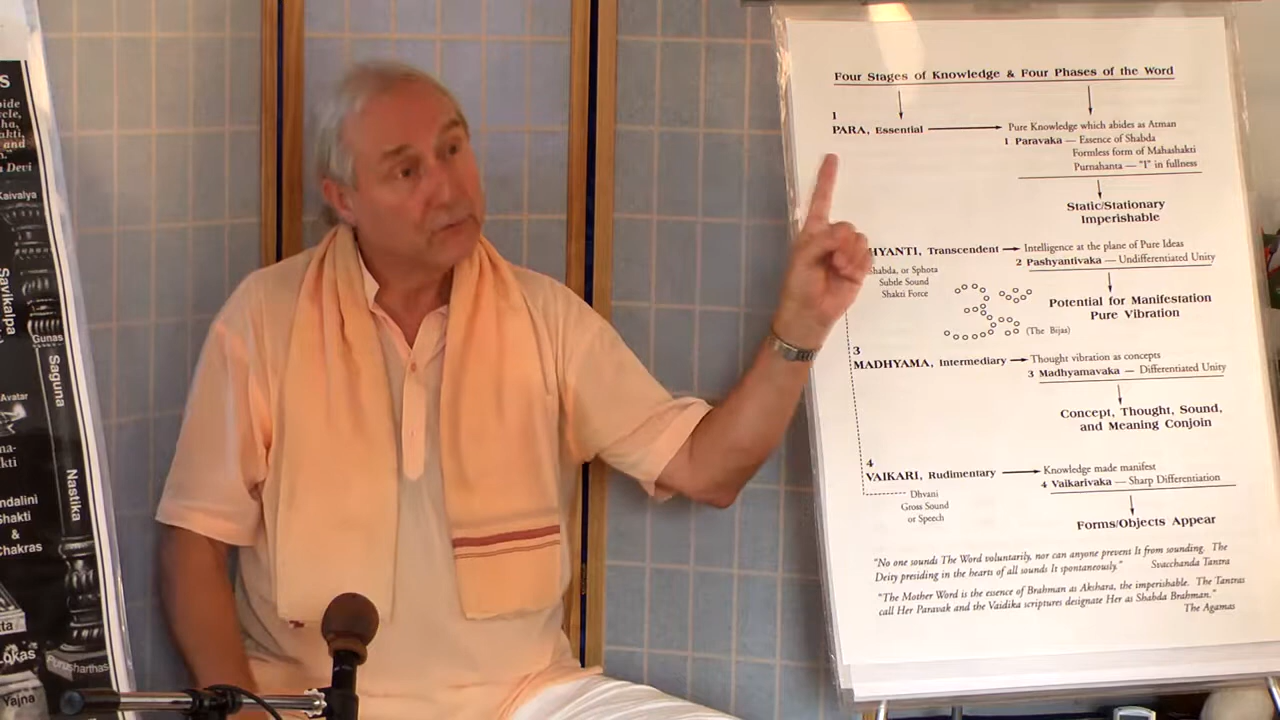 Devi
Kaivalya
Savikalpa
Gunas
Saguna
Avatar
Nastika
Shakti
&
Chakras
Lokas
Purusharthas
Yajna
Four Stages of Knowledge & Four Phases of the Word
1
PARA, Essential
Pure Knowledge which abides as Atman
1 Paravaka — Essence of Shabda
Formless form of Mahashakti
Purnahanta — "I" in fullness
Static/Stationary
Imperishable
HYANTI, Transcendent
Intelligence at the plane of Pure Ideas
2 Pashyantivaka — Undifferentiated Unity
Shabda, or Sphota
Subtle Sound
Shakti Force
Potential for Manifestation
Pure Vibration
(The Bijas)
3
MADHYAMA, Intermediary
Thought vibration as concepts
3 Madhyamavaka — Differentiated Unity
Concept, Thought, Sound,
and Meaning Conjoin
4
VAIKARI, Rudimentary
Knowledge made manifest
4 Vaikarivaka — Sharp Differentiation
Dhvani
Gross Sound
or Speech
Forms/Objects Appear
"No one sounds The Word voluntarily, nor can anyone prevent It from sounding. The
Deity presiding in the hearts of all sounds It spontaneously." Svacchanda Tantra
"The Mother Word is the essence of Brahman as Akshara, the imperishable. The Tantras
call Her Paravak and the Vaidika scriptures designate Her as Shabda Brahman."
The Agamas